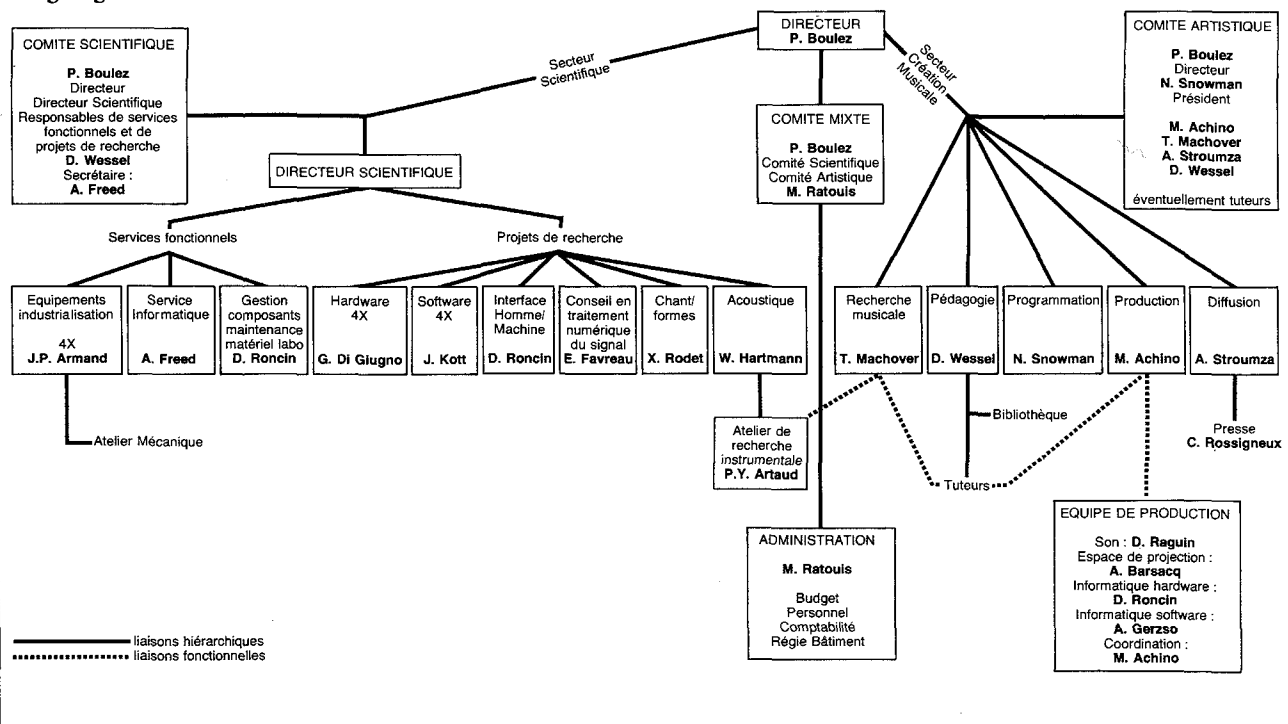 COMITE SCIENTIFIQUE
P. Boulez
Directeur
Directeur Scientifique
Responsables de services
fonctionnels et de
projets de recherche
D. Wessel
Secrétaire :
A. Freed
Secteur
Scientifique
DIRECTEUR
P. Boulez
Secteur
Création
Musicale
COMITE ARTISTIQUE
P. Boulez
Directeur
N. Snowman
Président
M. Achino
T. Machover
A. Stroumza
D. Wessel
éventuellement tuteurs
COMITE MIXTE
P. Boulez
Comité Scientifique
Comité Artistique
M. Ratouis
DIRECTEUR SCIENTIFIQUE
Services fonctionnels
Projets de recherche
Equipements
industrialisation
4X
J.P. Armand
Service
Informatique
A. Freed
Gestion
composants
maintenance
matériel labo
D. Roncin
Hardware
4X
G. Di Giugno
Software
4X
J. Kott
Interface
Homme/
Machine
D. Roncin
Conseil en
traitement
numérique
du signal
E. Favreau
Chant/
formes
X. Rodet
Acoustique
W. Hartmann
Recherche
musicale
T. Machover
Pédagogie
D. Wessel
Programmation
N. Snowman
Production
M. Achino
Diffusion
A. Stroumza
Atelier Mécanique
Atelier de
recherche
instrumentale
P.Y. Artaud
Bibliothèque
Tuteurs
Presse
C. Rossigneux
ADMINISTRATION
M. Ratouis
Budget
Personnel
Comptabilité
Régie Bâtiment
EQUIPE DE PRODUCTION
Son : D. Raguin
Espace de projection :
A. Barsacq
Informatique hardware :
D. Roncin
Informatique software :
A. Gerzso
Coordination :
M. Achino
liaisons hiérarchiques
liaisons fonctionnelles